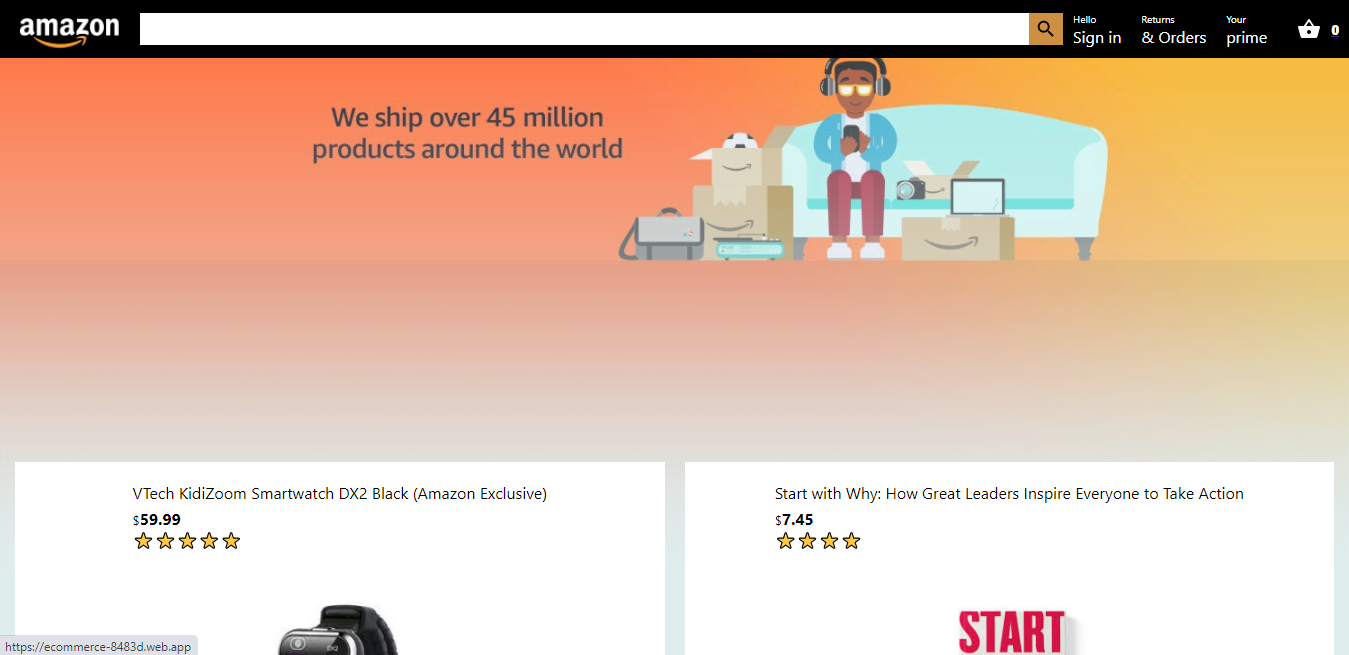 amazon
Hello
Sign in
Returns
& Orders
Your
prime
0
We ship over 45 million
products around the world
VTech KidiZoom Smartwatch DX2 Black (Amazon Exclusive)
$59.99
Start with Why: How Great Leaders Inspire Everyone to Take Action
$7.45
START
https://ecommerce-8483d.web.app